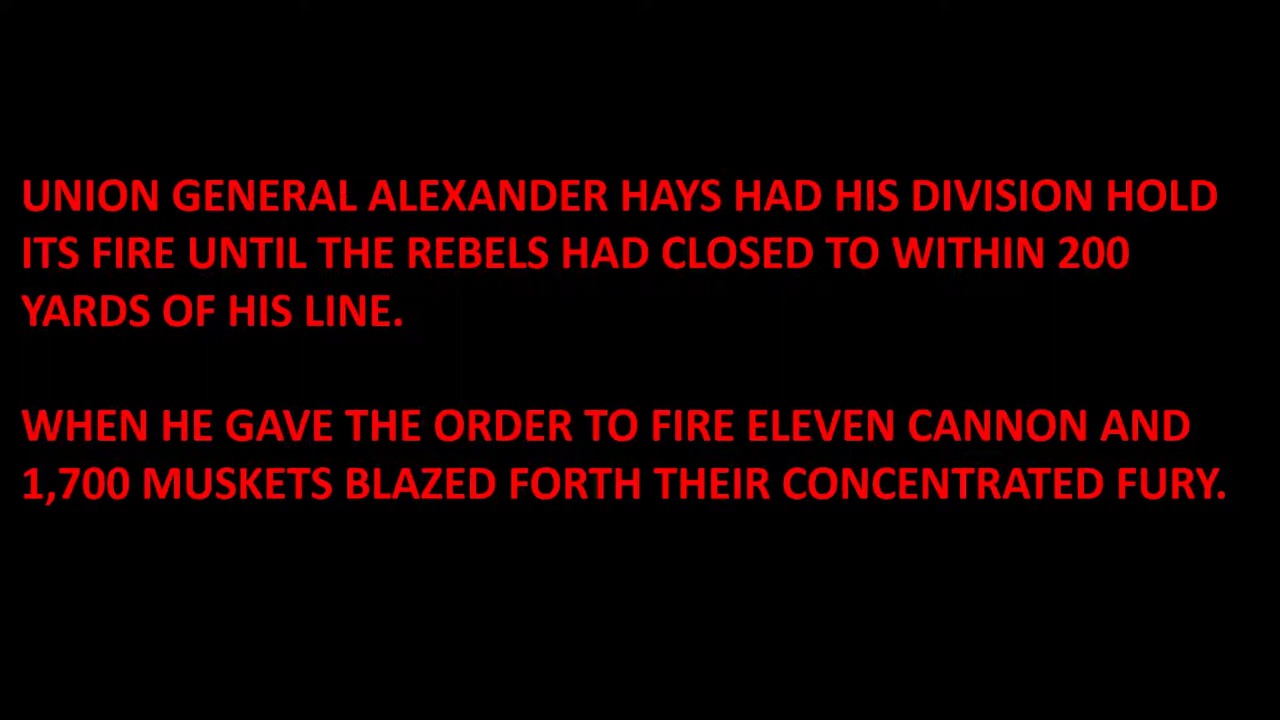 UNION GENERAL ALEXANDER HAYS HAD HIS DIVISION HOLD
ITS FIRE UNTIL THE REBELS HAD CLOSED TO WITHIN 200
YARDS OF HIS LINE.
WHEN HE GAVE THE ORDER TO FIRE ELEVEN CANNON AND
1,700 MUSKETS BLAZED FORTH THEIR CONCENTRATED FURY.